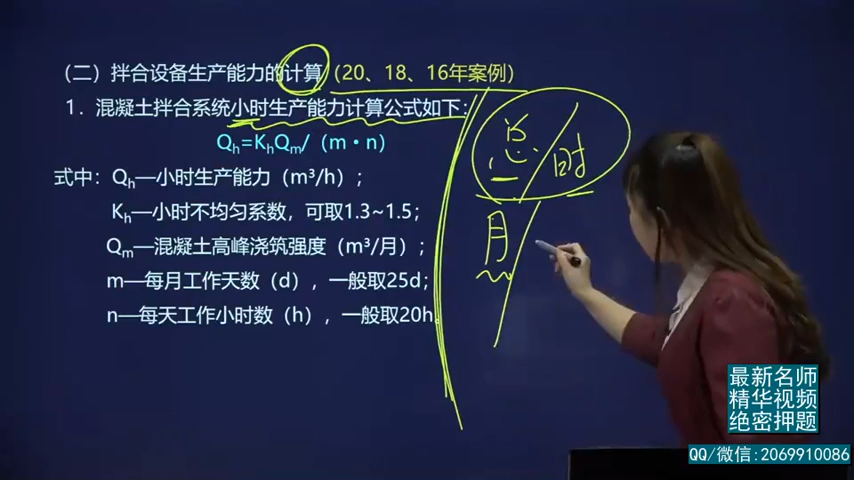 （二）拌合设备生产能力的计算（20、18、16年案例）
1．混凝土拌合系统小时生产能力计算公式如下：
Qh=KhQm/（m·n）
式中：Qh—小时生产能力（m³/h）；
Kh—小时不均匀系数，可取1.3~1.5；
Qm—混凝土高峰浇筑强度（m³/月）；
m—每月工作天数（d），一般取25d；
n—每天工作小时数（h），一般取20h
总/时
月/
最新名师
精华视频
绝密押题
QQ/微信:2069910086